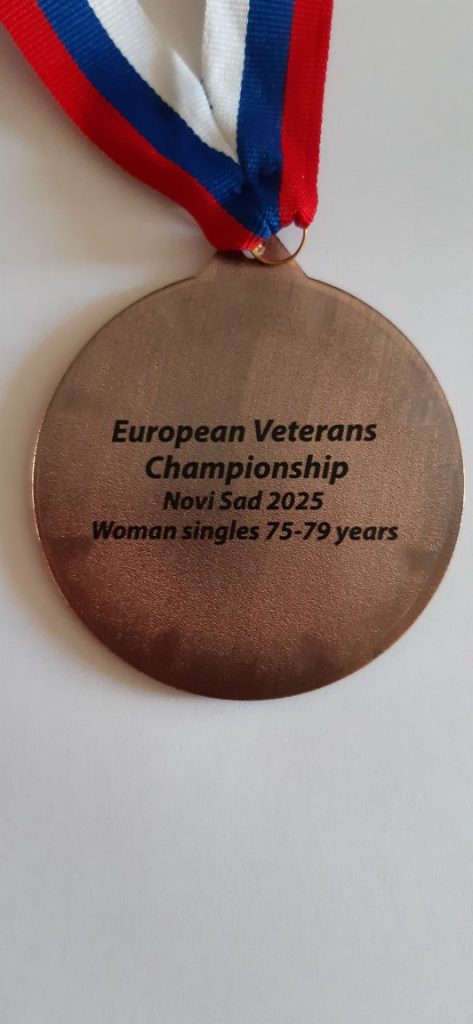 European Veterans
Championship
Novi Sad 2025
Woman singles 75-79 years